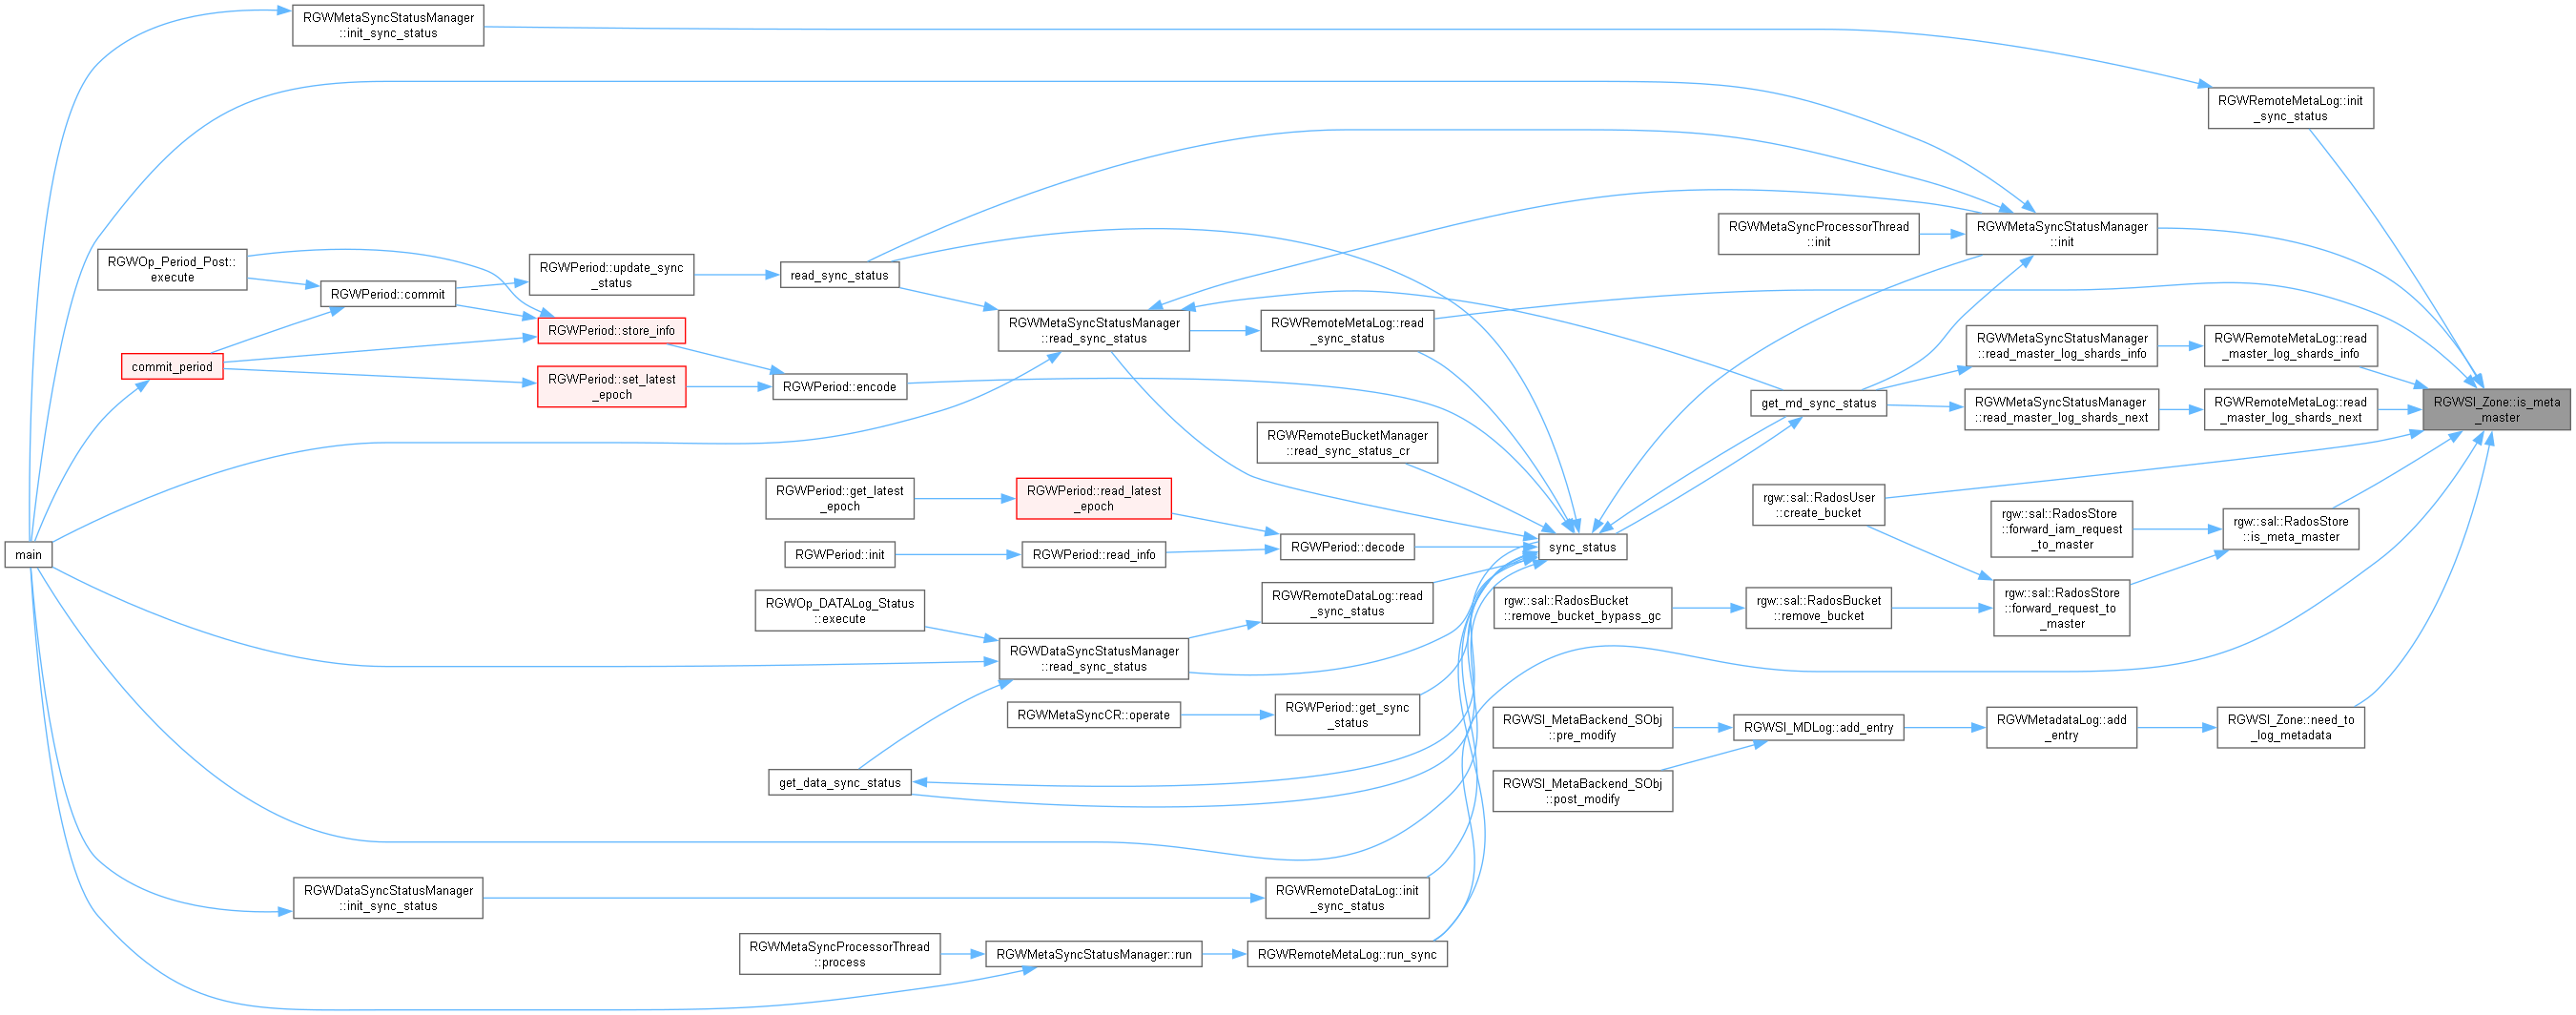 RGWMetaSyncStatusManager
::init_sync_status
RGWRemoteMetaLog::init
_sync_status
RGWMetaSyncProcessorThread
::init
RGWMetaSyncStatusManager
::init
RGWOp_Period_Post::
execute
RGWPeriod::update_sync
_status
read_sync_status
RGWPeriod::commit
RGWPeriod::store_info
RGWMetaSyncStatusManager
::read_sync_status
RGWRemoteMetaLog::read
_sync_status
RGWMetaSyncStatusManager
::read_master_log_shards_info
RGWRemoteMetaLog::read
_master_log_shards_info
commit_period
RGWPeriod::set_latest
_epoch
RGWPeriod::encode
get_md_sync_status
RGWMetaSyncStatusManager
::read_master_log_shards_next
RGWRemoteMetaLog::read
_master_log_shards_next
RGWSI_Zone::is_meta
_master
RGWRemoteBucketManager
::read_sync_status_cr
RGWPeriod::get_latest
_epoch
RGWPeriod::read_latest
_epoch
rgw::sal::RadosUser
::create_bucket
rgw::sal::RadosStore
::forward_iam_request
_to_master
rgw::sal::RadosStore
::is_meta_master
main
RGWPeriod::init
RGWPeriod::read_info
RGWPeriod::decode
sync_status
RGWOp_DATALog_Status
::execute
RGWRemoteDataLog::read
_sync_status
rgw::sal::RadosBucket
::remove_bucket_bypass_gc
rgw::sal::RadosBucket
::remove_bucket
rgw::sal::RadosStore
::forward_request_to
_master
RGWDataSyncStatusManager
::read_sync_status
RGWMetaSyncCR::operate
RGWPeriod::get_sync
_status
RGWSI_MetaBackend_SObj
::pre_modify
RGWSI_MDLog::add_entry
RGWMetadataLog::add
_entry
RGWSI_Zone::need_to
_log_metadata
get_data_sync_status
RGWSI_MetaBackend_SObj
::post_modify
RGWDataSyncStatusManager
::init_sync_status
RGWRemoteDataLog::init
_sync_status
RGWMetaSyncProcessorThread
::process
RGWMetaSyncStatusManager::run
RGWRemoteMetaLog::run_sync